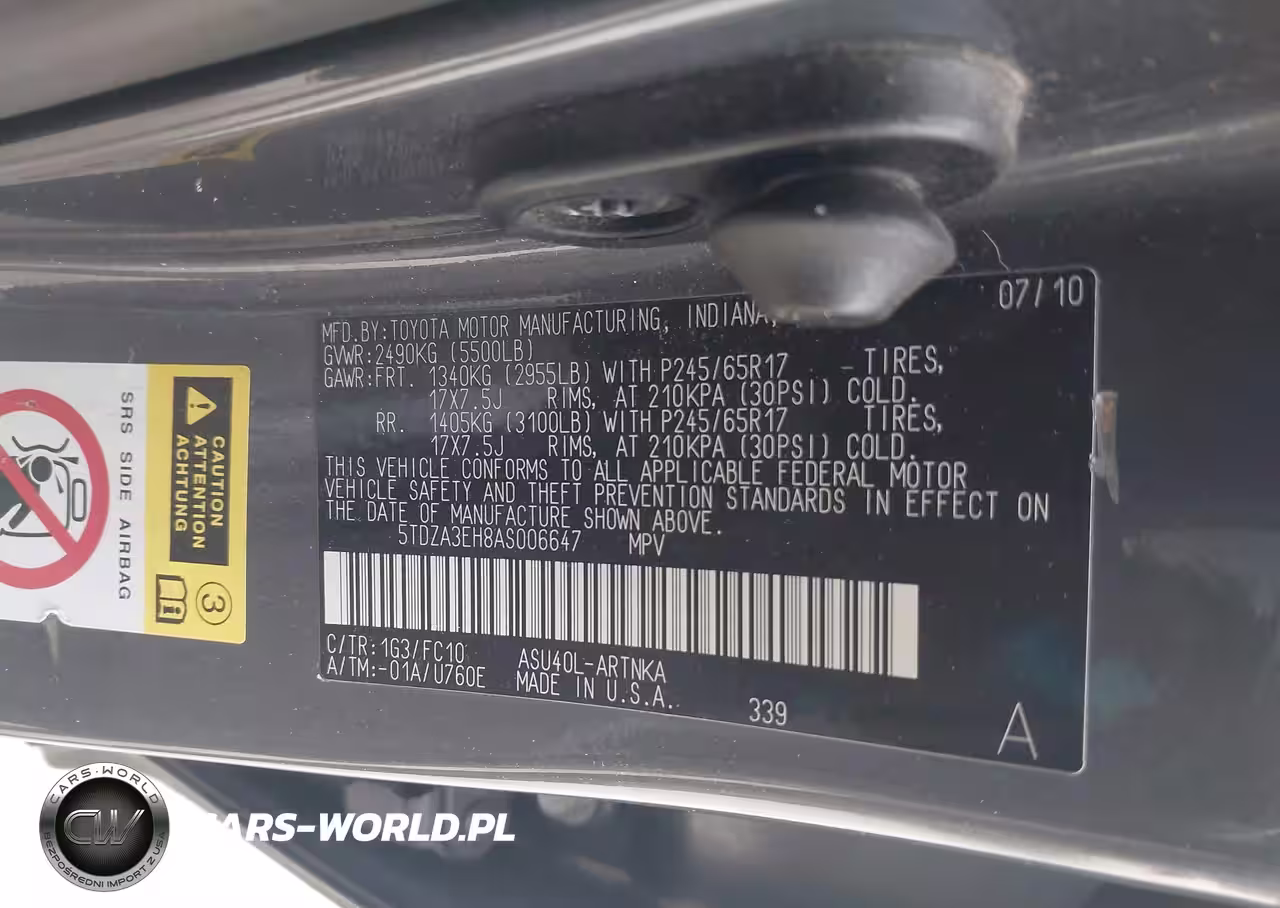 07/10
MFD.BY:TOYOTA MOTOR MANUFACTURING, INDIANA,
GVWR:2490KG (5500LB)
GAWR:FRT. 1340KG (2955LB) WITH P245/65R17 - TIRES,
17X7.5J RIMS, AT 210KPA (30PSI) COLD.
RR. 1405KG (3100LB) WITH P245/65R17 TIRES,
17X7.5J RIMS, AT 210KPA (30PSI) COLD.
THIS VEHICLE CONFORMS TO ALL APPLICABLE FEDERAL MOTOR
VEHICLE SAFETY AND THEFT PREVENTION STANDARDS IN EFFECT ON
THE DATE OF MANUFACTURE SHOWN ABOVE.
5TDZA3EH8AS006647 MPV
C/TR:1G3/FC10 ASU40L-ARTNKA
A/TM:-01A/U760E MADE IN U.S.A.
339
A
CAUTION
ATTENTION
ACHTUNG
SRS SIDE AIRBAG
3
CARS-WORLD
CW
BEZPOŚREDNI IMPORT Z USA
CARS-WORLD.PL